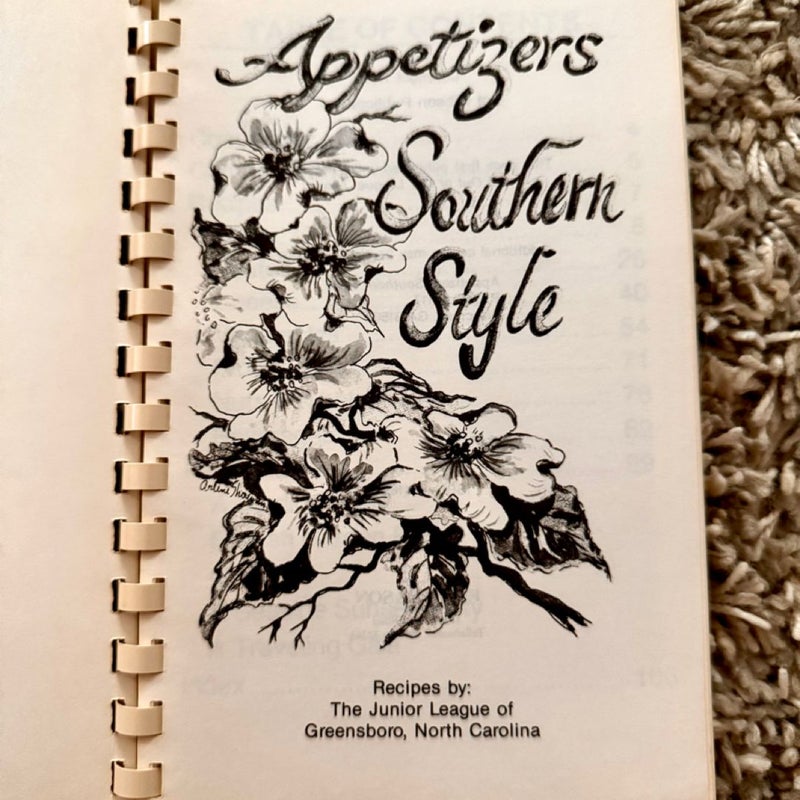 Appetizers
Southern
Style
Recipes by:
The Junior League of
Greensboro, North Carolina